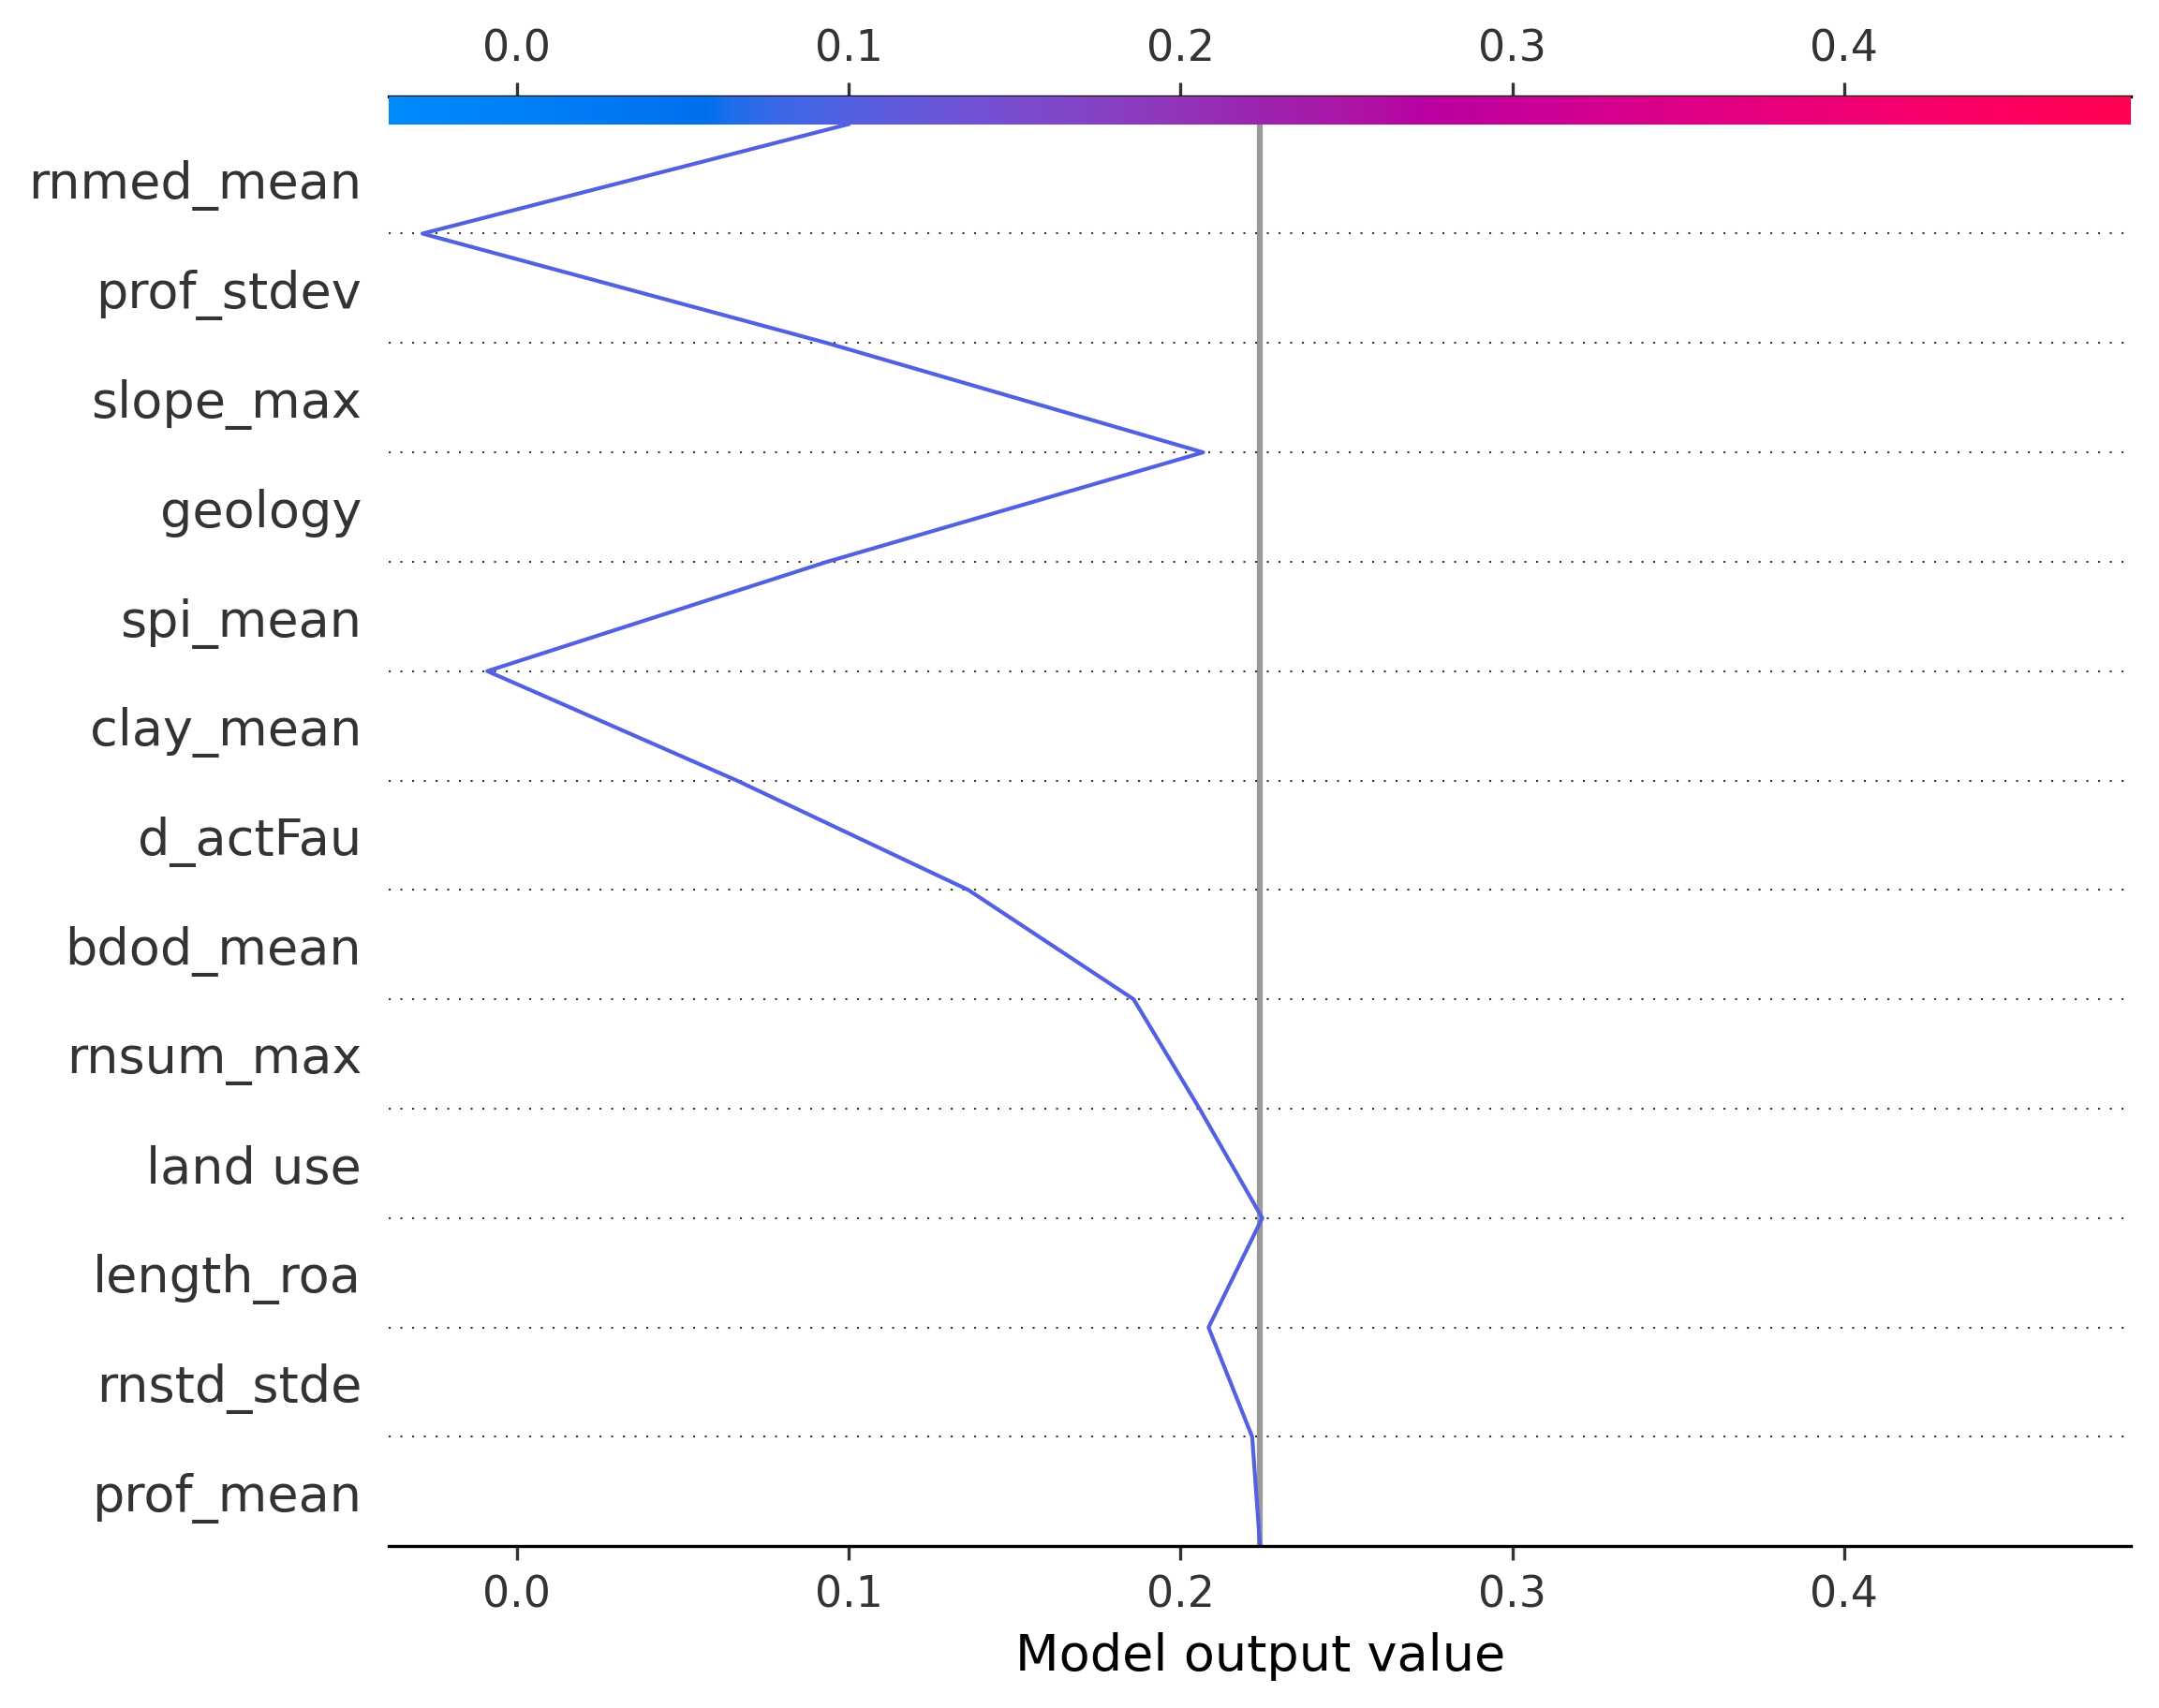 0.0 0.1 0.2 0.3 0.4
rnmed_mean
prof_stdev
slope_max
geology
spi_mean
clay_mean
d_actFau
bdod_mean
rnsum_max
land use
length_roa
rnstd_stde
prof_mean
0.0 0.1 0.2 0.3 0.4
Model output value